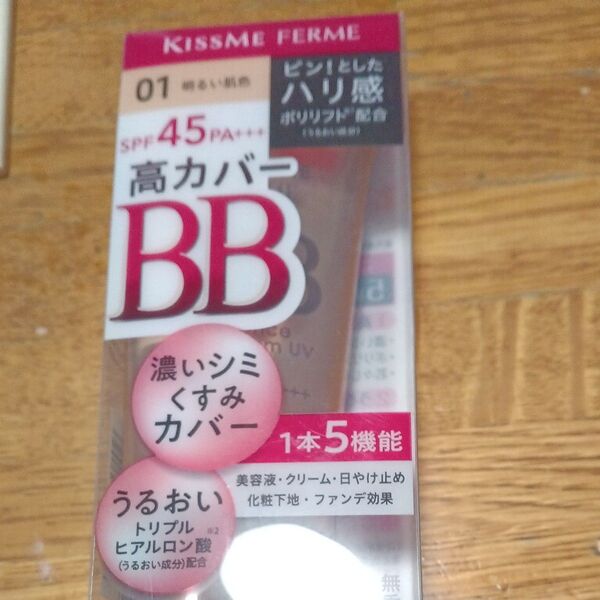 KISSME FERME
01 明るい肌色
ピン!とした
ハリ感
ポリリフト 配合
(うるおい成分)
SPF45PA+++
高カバー
BB
濃いシミ
くすみ
カバー
1本5機能
美容液・クリーム・日やけ止め
化粧下地・ファンデ効果
うるおい
トリプル
ヒアルロン酸※2
(うるおい成分)配合
UV
無